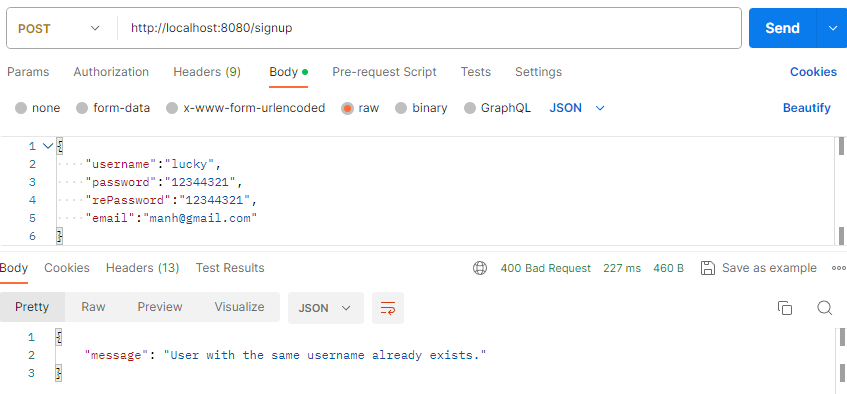 POST http://localhost:8080/signup Send
Params Authorization Headers (9) Body Pre-request Script Tests Settings Cookies
none form-data x-www-form-urlencoded raw binary GraphQL JSON Beautify
1 {
2 "username":"lucky",
3 "password":"12344321",
4 "rePassword":"12344321",
5 "email":"manh@gmail.com"
6 }
Body Cookies Headers (13) Test Results 400 Bad Request 227 ms 460 B Save as example
Pretty Raw Preview Visualize JSON
1 {
2 "message": "User with the same username already exists."
3 }